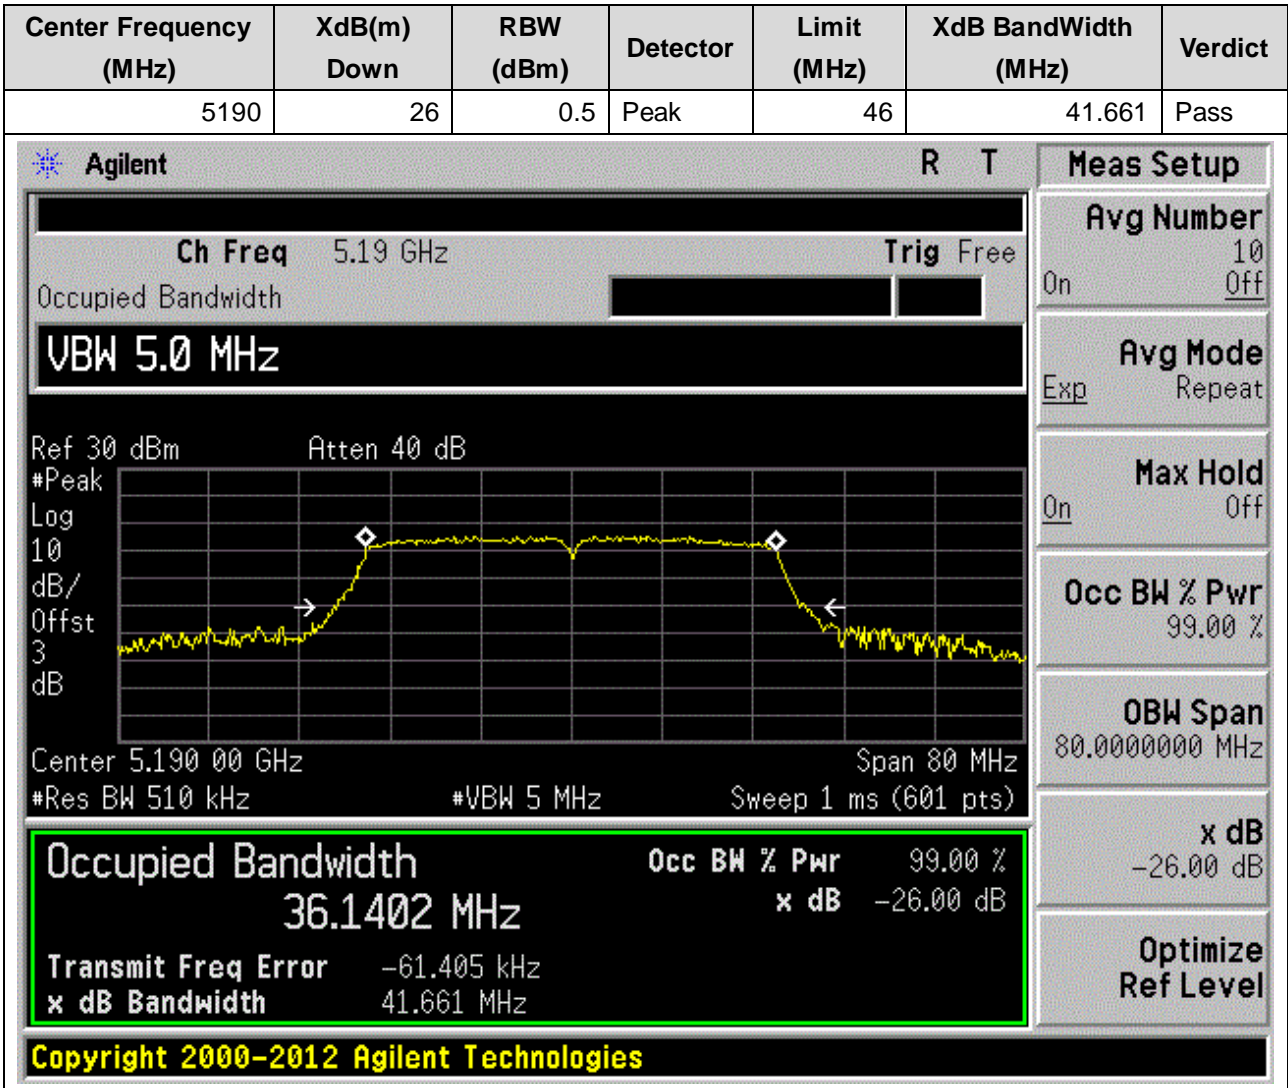 Center Frequency (MHz) XdB(m) Down RBW (dBm) Detector Limit (MHz) XdB BandWidth (MHz) Verdict
5190 26 0.5 Peak 46 41.661 Pass
Agilent R T
Ch Freq 5.19 GHz Trig Free
Occupied Bandwidth
VBW 5.0 MHz
Ref 30 dBm Atten 40 dB
#Peak
Log
10
dB/
Offst
3
dB
Center 5.190 00 GHz Span 80 MHz
#Res BW 510 kHz #VBW 5 MHz Sweep 1 ms (601 pts)
Occupied Bandwidth Occ BW % Pwr 99.00 %
36.1402 MHz x dB -26.00 dB
Transmit Freq Error -61.405 kHz
x dB Bandwidth 41.661 MHz
Copyright 2000-2012 Agilent Technologies
Meas Setup
Avg Number
10
On Off
Avg Mode
Exp Repeat
Max Hold
On Off
Occ BW % Pwr
99.00 %
OBW Span
80.0000000 MHz
x dB
-26.00 dB
Optimize
Ref Level